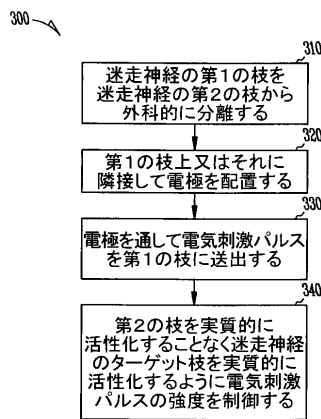 300
310
迷走神経の第1の枝を
迷走神経の第2の枝から
外科的に分離する
320
第1の枝上又はそれに
隣接して電極を配置する
330
電極を通して電気刺激パルス
を第1の枝に送出する
340
第2の枝を実質的に
活性化することなく迷走神経
のターゲット枝を実質的に
活性化するように電気刺激
パルスの強度を制御する